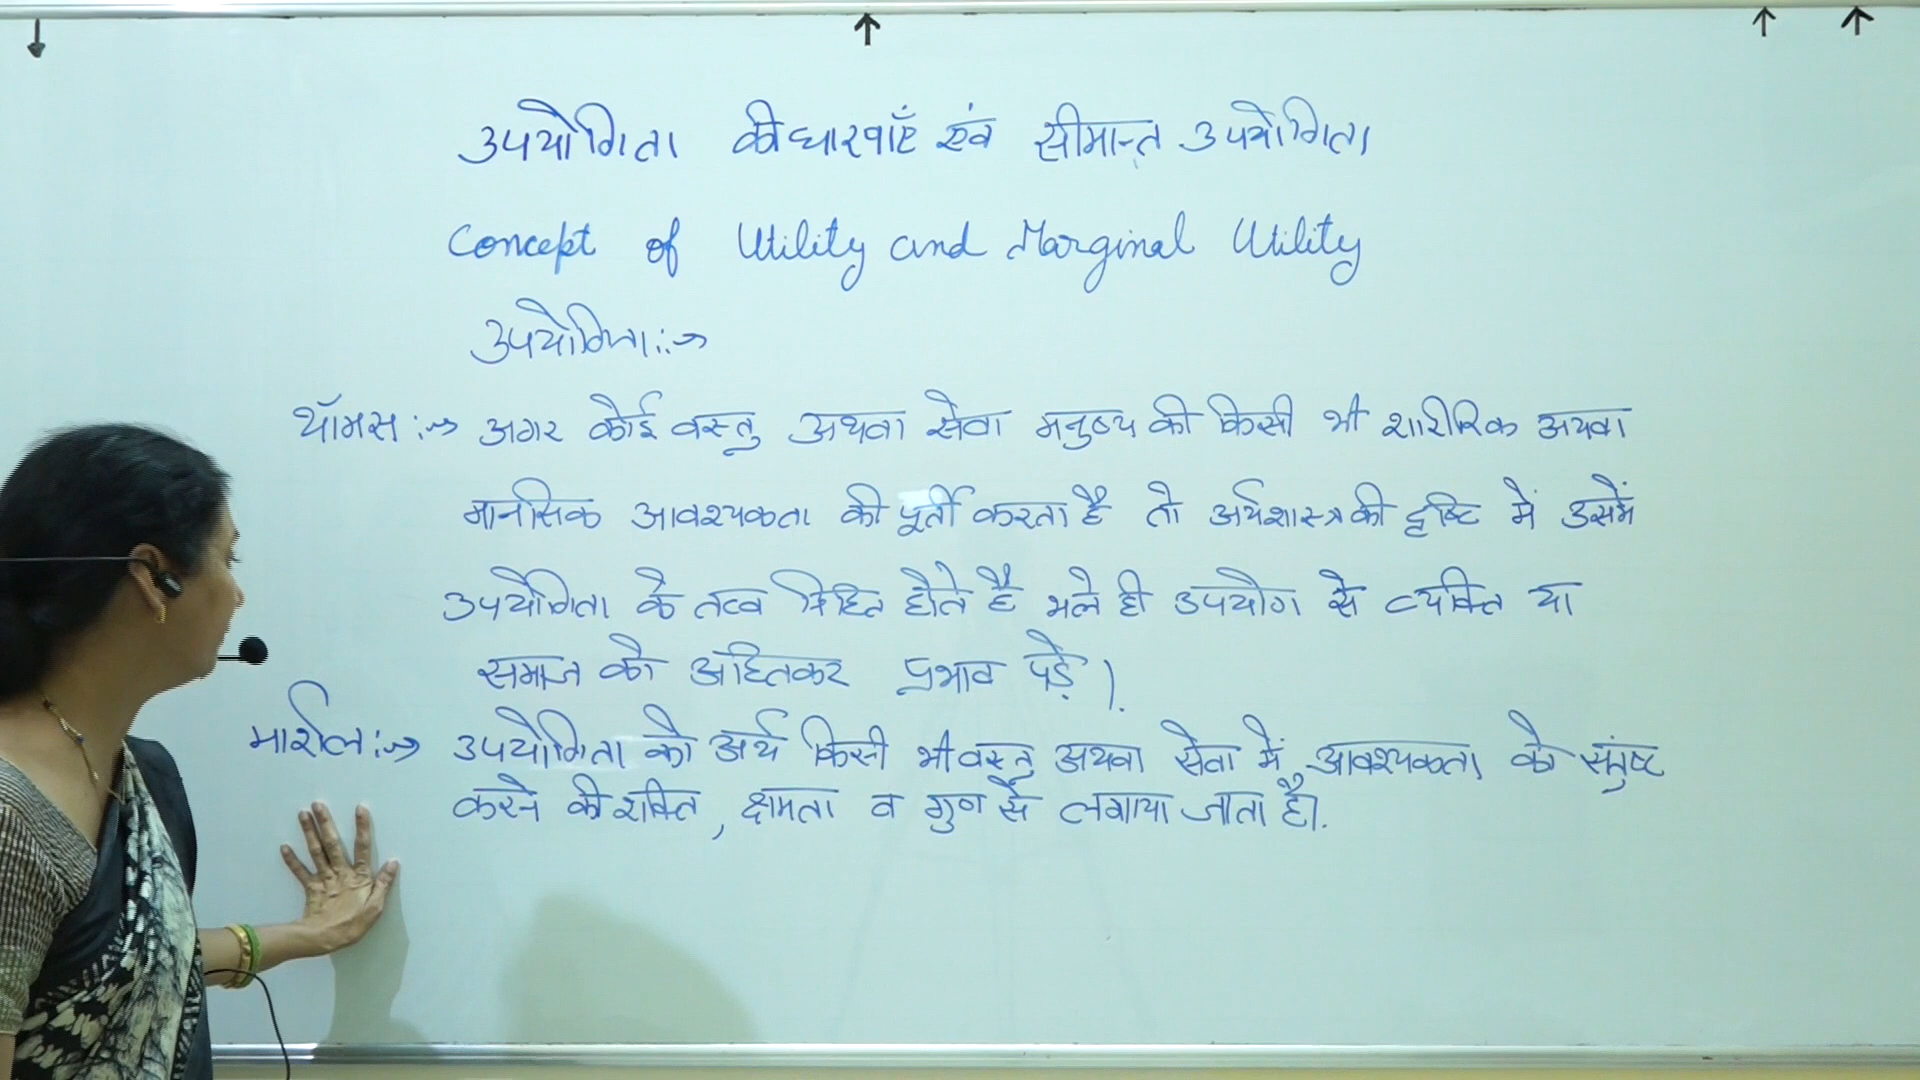 उपयोगिता की धारणाएँ एवं सीमान्त उपयोगिता
Concept of Utility and Marginal Utility
उपयोगिता :→
थॉमस :→ अगर कोई वस्तु अथवा सेवा मनुष्य की किसी भी शारीरिक अथवा
मानसिक आवश्यकता की पूर्ती करता है तो अर्थशास्त्र की दृष्टि में उसमें
उपयोगिता के तत्व निहित होते है भले ही उपयोग से व्यक्ति या
समाज को अहितकर प्रभाव पड़े।
मार्शल :→ उपयोगिता को अर्थ किसी भी वस्तु अथवा सेवा में आवश्यकता को संतुष्ट
करने की शक्ति, क्षमता व गुण से लगाया जाता है।